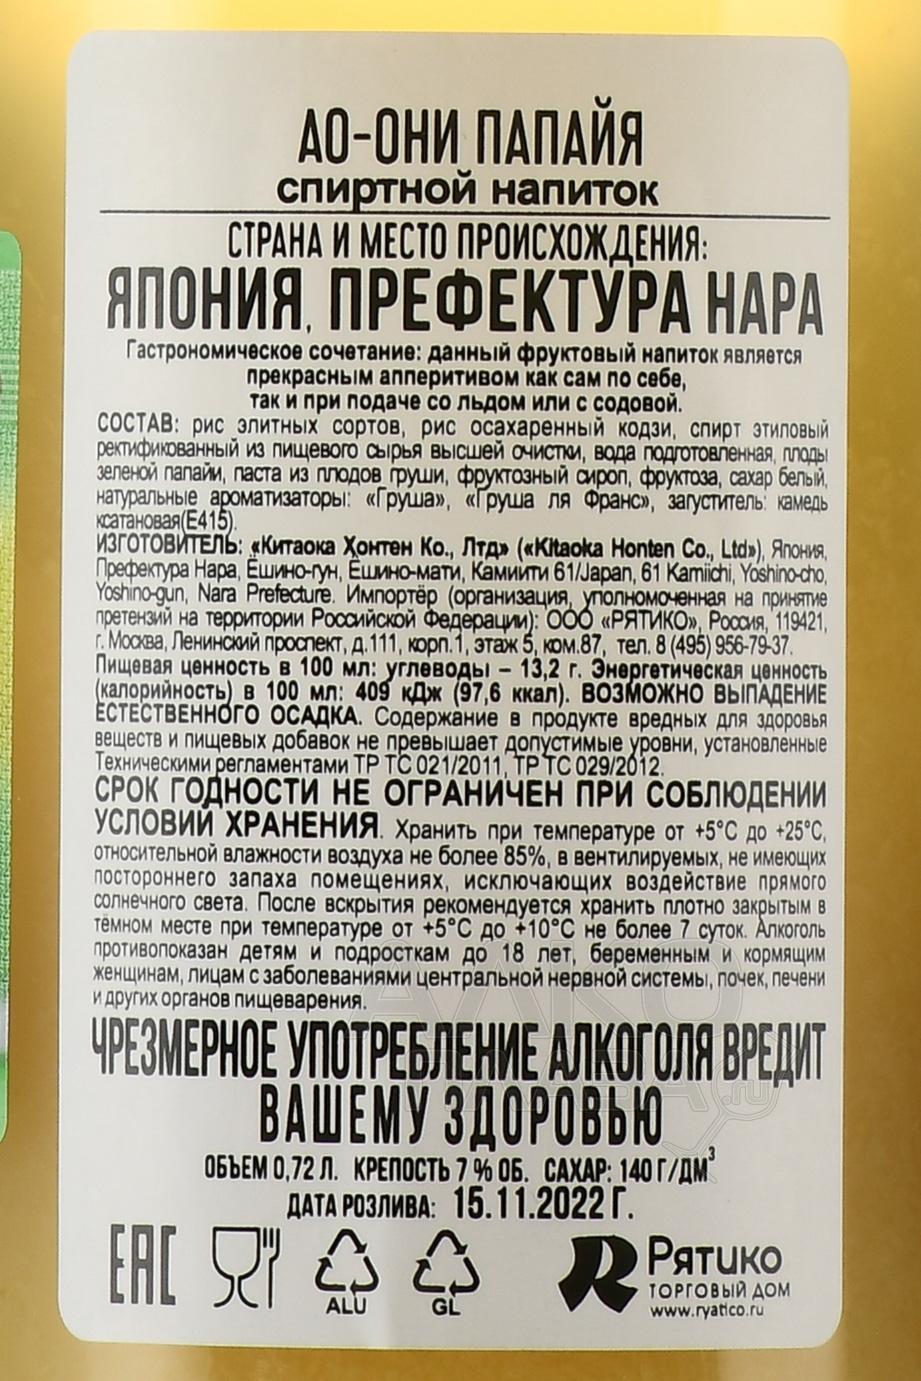 АО-ОНИ ПАПАЙЯ
спиртной напиток
СТРАНА И МЕСТО ПРОИСХОЖДЕНИЯ:
ЯПОНИЯ, ПРЕФЕКТУРА НАРА
Гастрономическое сочетание: данный фруктовый напиток является
прекрасным апперитивом как сам по себе,
так и при подаче со льдом или с содовой.
СОСТАВ: рис элитных сортов, рис осахаренный кодзи, спирт этиловый
ректификованный из пищевого сырья высшей очистки, вода подготовленная, плоды
зеленой папайи, паста из плодов груши, фруктозный сироп, фруктоза, сахар белый,
натуральные ароматизаторы: «Груша», «Груша ля Франс», загуститель: камедь
ксатановая(Е415).
ИЗГОТОВИТЕЛЬ: «Китаока Хонтен Ко., Лтд» («Kitaoka Honten Co., Ltd»), Япония,
Префектура Нара, Ёшино-гун, Ёшино-мати, Камиити 61/Japan, 61 Kamiichi, Yoshino-cho,
Yoshino-gun, Nara Prefecture. Импортёр (организация, уполномоченная на принятие
претензий на территории Российской Федерации): ООО «РЯТИКО», Россия, 119421,
г. Москва, Ленинский проспект, д.111, корп.1, этаж 5, ком.87, тел. 8 (495) 956-79-37.
Пищевая ценность в 100 мл: углеводы – 13,2 г. Энергетическая ценность
(калорийность) в 100 мл: 409 кДж (97,6 ккал). ВОЗМОЖНО ВЫПАДЕНИЕ
ЕСТЕСТВЕННОГО ОСАДКА. Содержание в продукте вредных для здоровья
веществ и пищевых добавок не превышает допустимые уровни, установленные
Техническими регламентами ТР ТС 021/2011, ТР ТС 029/2012.
СРОК ГОДНОСТИ НЕ ОГРАНИЧЕН ПРИ СОБЛЮДЕНИИ
УСЛОВИЙ ХРАНЕНИЯ. Хранить при температуре от +5°С до +25°С,
относительной влажности воздуха не более 85%, в вентилируемых, не имеющих
постороннего запаха помещениях, исключающих воздействие прямого
солнечного света. После вскрытия рекомендуется хранить плотно закрытым в
тёмном месте при температуре от +5°С до +10°С не более 7 суток. Алкоголь
противопоказан детям и подросткам до 18 лет, беременным и кормящим
женщинам, лицам с заболеваниями центральной нервной системы, почек, печени
и других органов пищеварения.
ЧРЕЗМЕРНОЕ УПОТРЕБЛЕНИЕ АЛКОГОЛЯ ВРЕДИТ
ВАШЕМУ ЗДОРОВЬЮ
ОБЪЕМ 0,72 Л. КРЕПОСТЬ 7 % ОБ. САХАР: 140 Г/ДМ³
ДАТА РОЗЛИВА: 15.11.2022 Г.
ЕАС
ALU
GL
Рятико
ТОРГОВЫЙ ДОМ
www.ryatico.ru